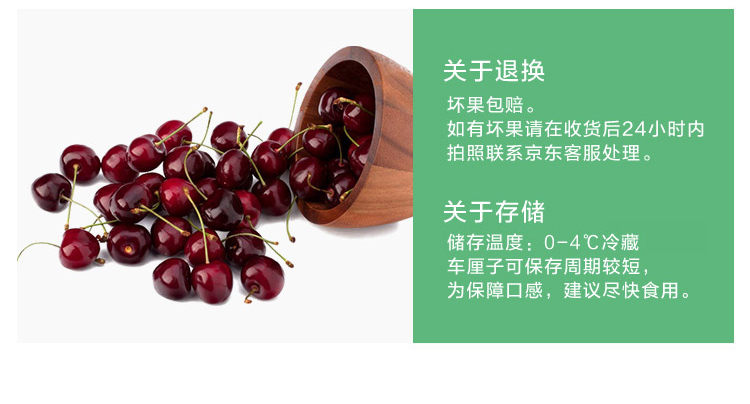 关于退换
坏果包赔。
如有坏果请在收货后24小时内
拍照联系京东客服处理。
关于存储
储存温度：0-4℃冷藏
车厘子可保存周期较短，
为保障口感，建议尽快食用。